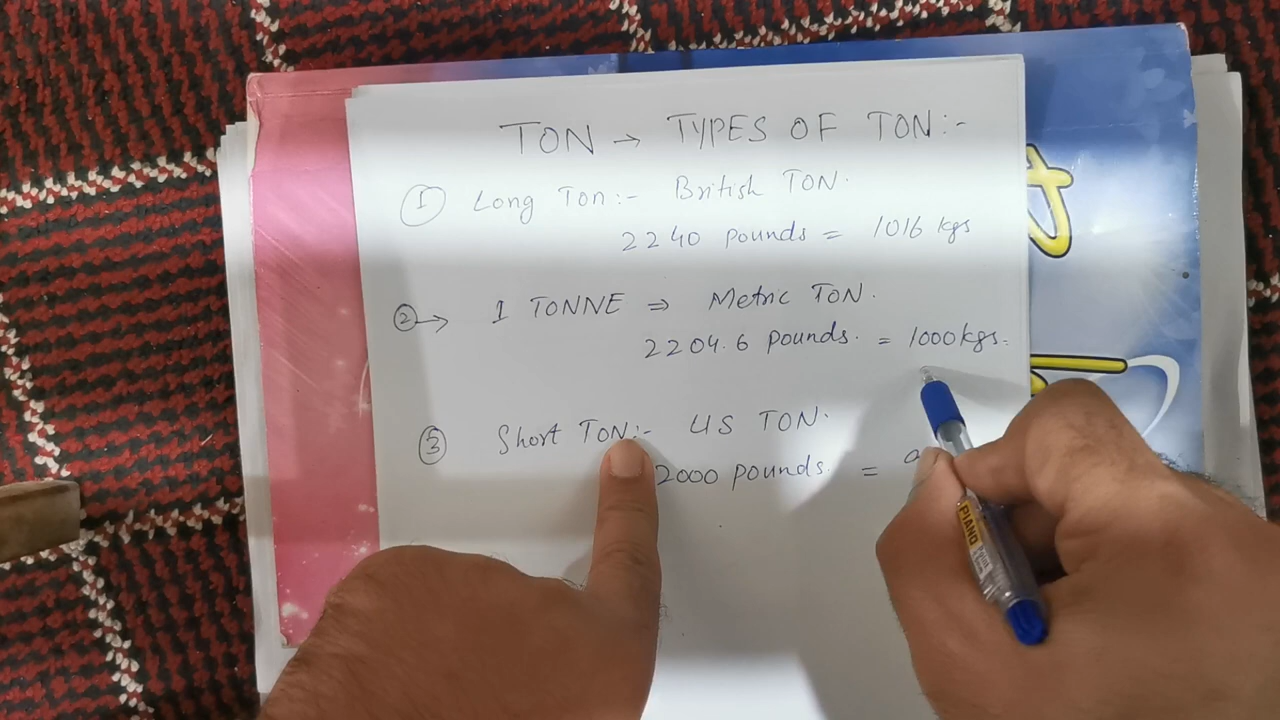 TON → TYPES OF TON:-
① Long Ton:- British TON.
2240 pounds = 1016 kgs
②→ 1 TONNE ⇒ Metric TON.
2204.6 pounds. = 1000kgs.
③ Short TON:- US TON.
2000 pounds. =
PIANO